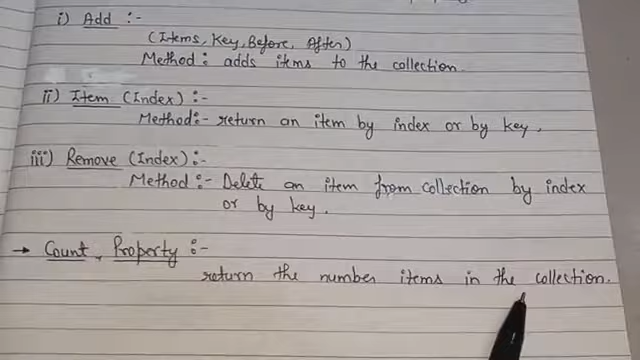 i) Add :-
(Items, Key, Before, After)
Method : adds items to the collection.
ii) Item (Index) :-
Method:- return an item by index or by key.
iii) Remove (Index) :-
Method :- Delete an item from collection by index
or by key.
→ Count, Property :-
return the number items in the collection.